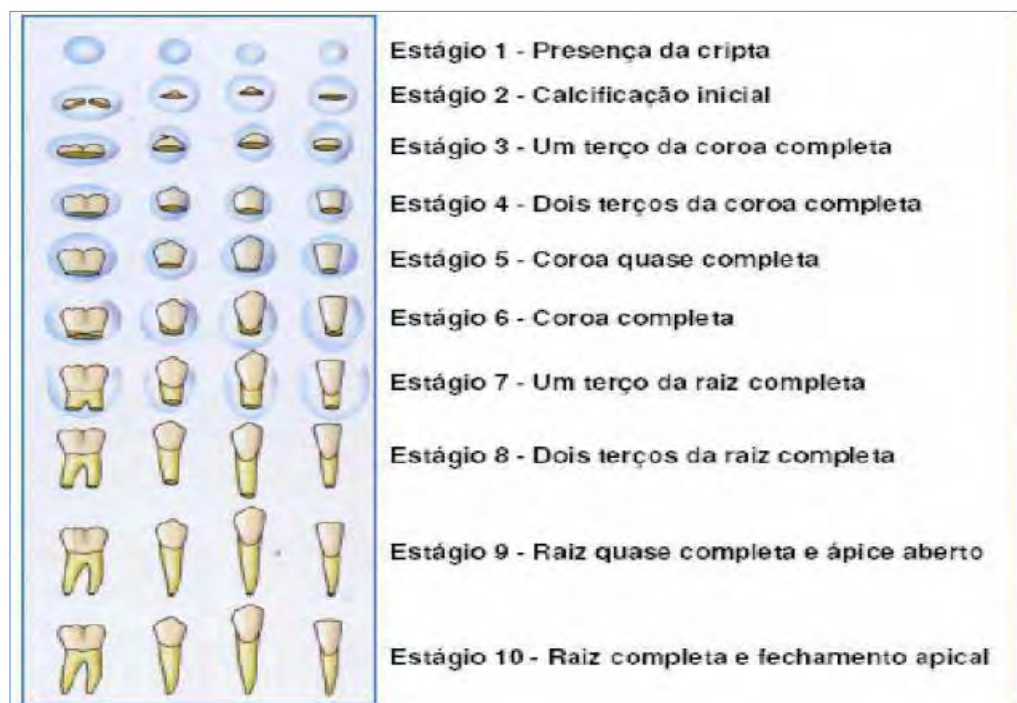 Estágio 1 - Presença da cripta
Estágio 2 - Calcificação inicial
Estágio 3 - Um terço da coroa completa
Estágio 4 - Dois terços da coroa completa
Estágio 5 - Coroa quase completa
Estágio 6 - Coroa completa
Estágio 7 - Um terço da raiz completa
Estágio 8 - Dois terços da raiz completa
Estágio 9 - Raiz quase completa e ápice aberto
Estágio 10 - Raiz completa e fechamento apical